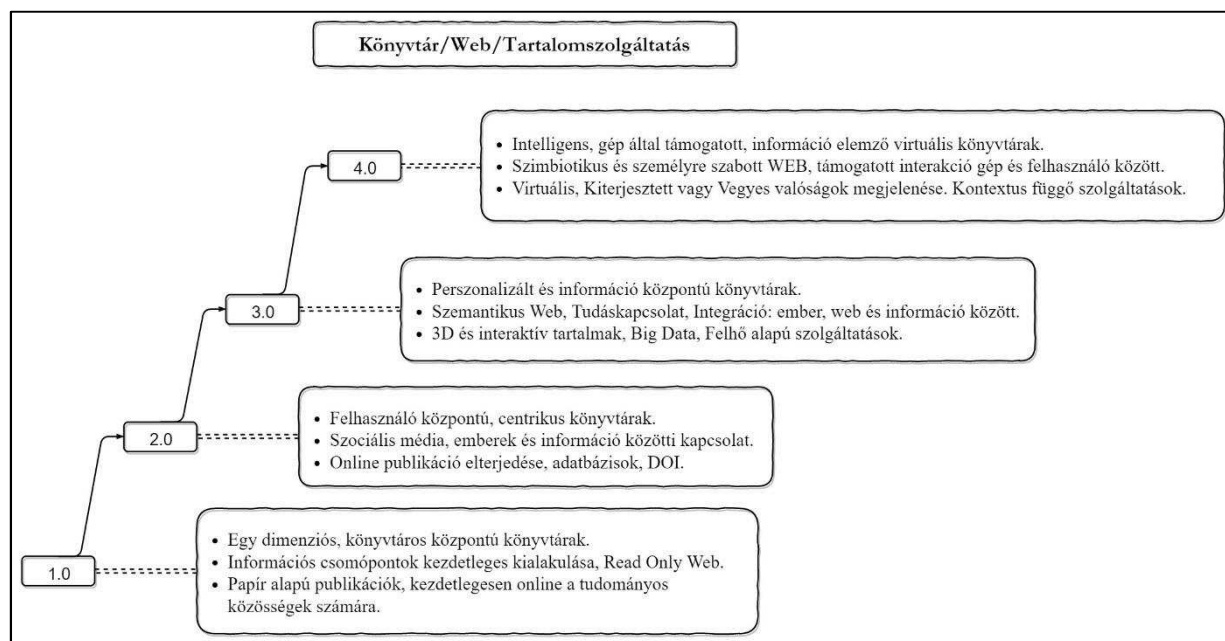 Könyvtár/Web/Tartalomszolgáltatás
4.0
• Intelligens, gép által támogatott, információ elemző virtuális könyvtárak.
• Szimbiotikus és személyre szabott WEB, támogatott interakció gép és felhasználó között.
• Virtuális, Kiterjesztett vagy Vegyes valóságok megjelenése. Kontextus függő szolgáltatások.
3.0
• Perszonalizált és információ központú könyvtárak.
• Szemantikus Web, Tudáskapcsolat, Integráció: ember, web és információ között.
• 3D és interaktív tartalmak, Big Data, Felhő alapú szolgáltatások.
2.0
• Felhasználó központú, centrikus könyvtárak.
• Szociális média, emberek és információ közötti kapcsolat.
• Online publikáció elterjedése, adatbázisok, DOI.
1.0
• Egy dimenziós, könyvtáros központú könyvtárak.
• Információs csomópontok kezdetleges kialakulása, Read Only Web.
• Papír alapú publikációk, kezdetlegesen online a tudományos
közösségek számára.